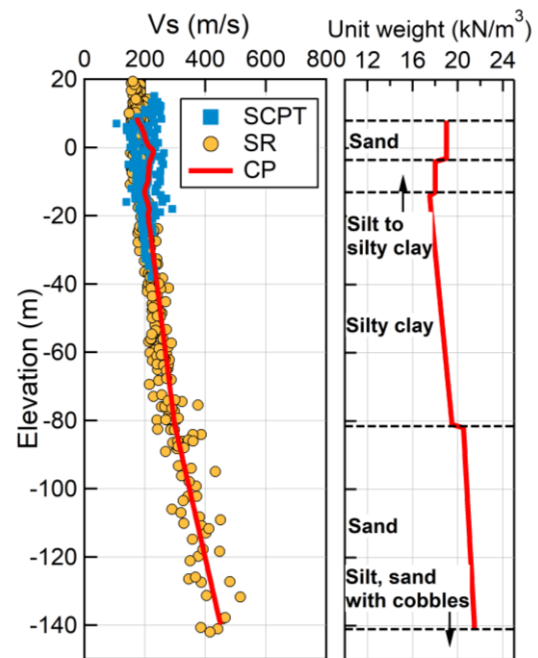 Vs (m/s)
Unit weight (kN/m³)
0 200 400 600 800
12 16 20 24
20
0
-20
-40
-60
-80
-100
-120
-140
Elevation (m)
SCPT
SR
CP
Sand
Silt to
silty clay
Silty clay
Sand
Silt, sand
with cobbles